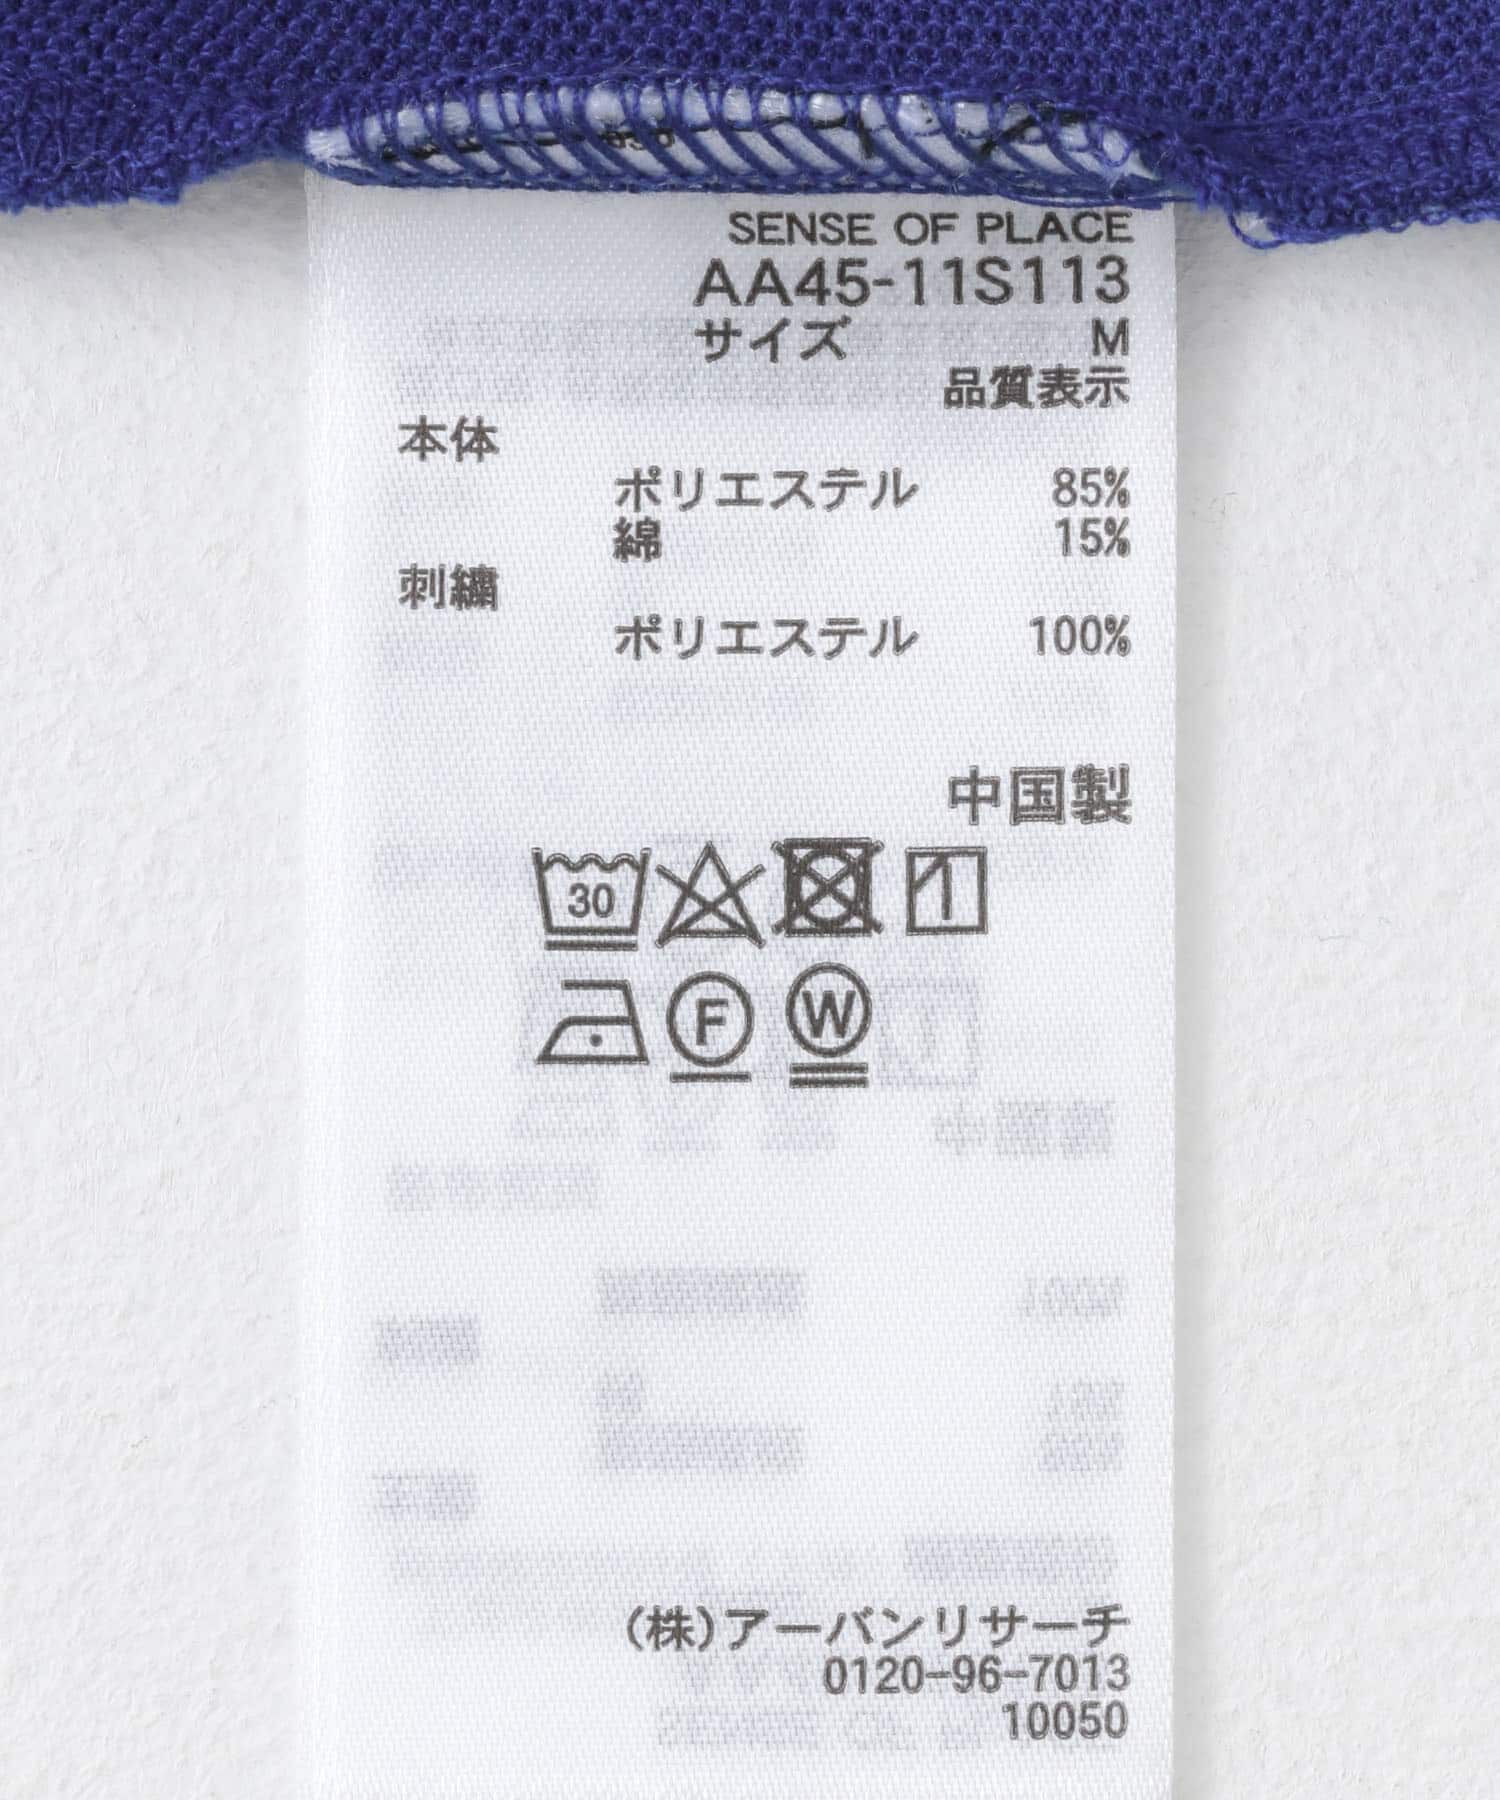 SENSE OF PLACE
AA45-11S113
サイズ M
品質表示
本体
ポリエステル 85%
綿 15%
刺繍
ポリエステル 100%
中国製
30
F W
(株)アーバンリサーチ
0120-96-7013
10050